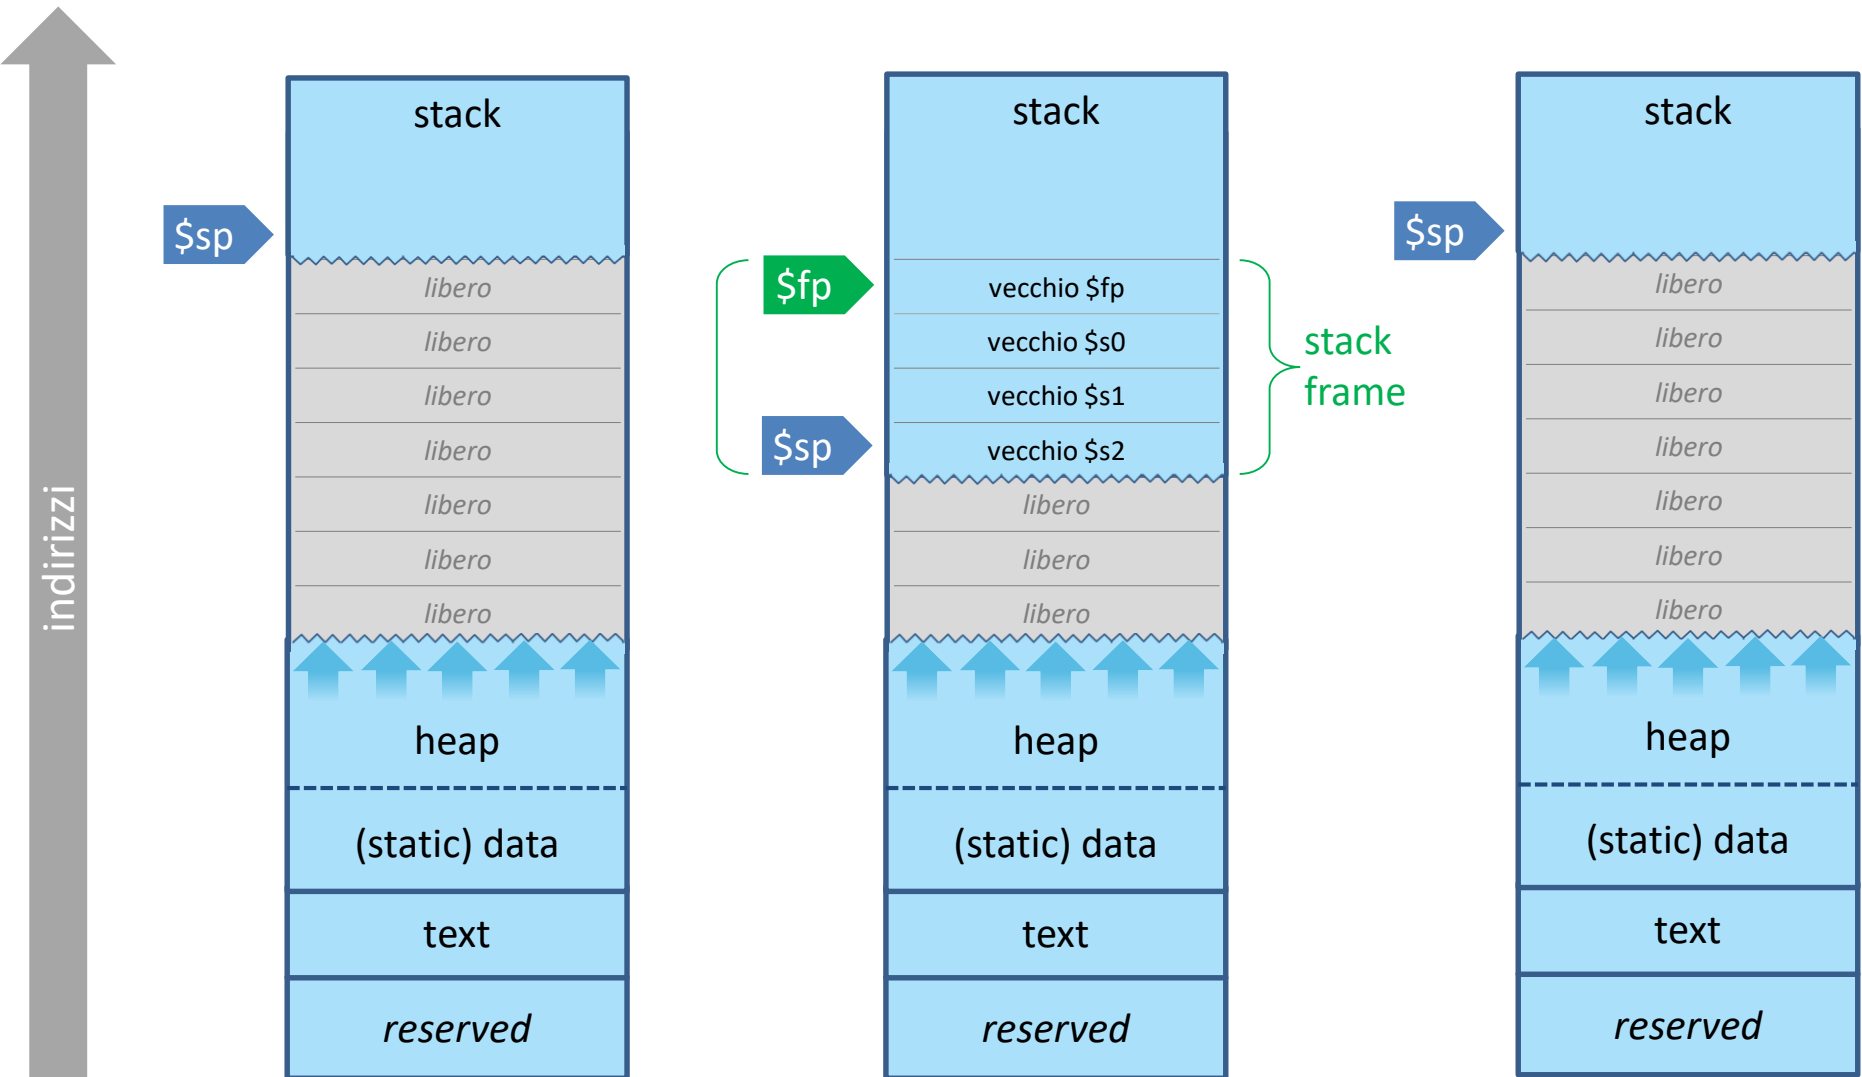 indirizzi
stack
$sp
libero
libero
libero
libero
libero
libero
libero
heap
(static) data
text
reserved
stack
$fp
vecchio $fp
vecchio $s0
vecchio $s1
$sp
vecchio $s2
stack
frame
libero
libero
libero
heap
(static) data
text
reserved
stack
$sp
libero
libero
libero
libero
libero
libero
libero
heap
(static) data
text
reserved